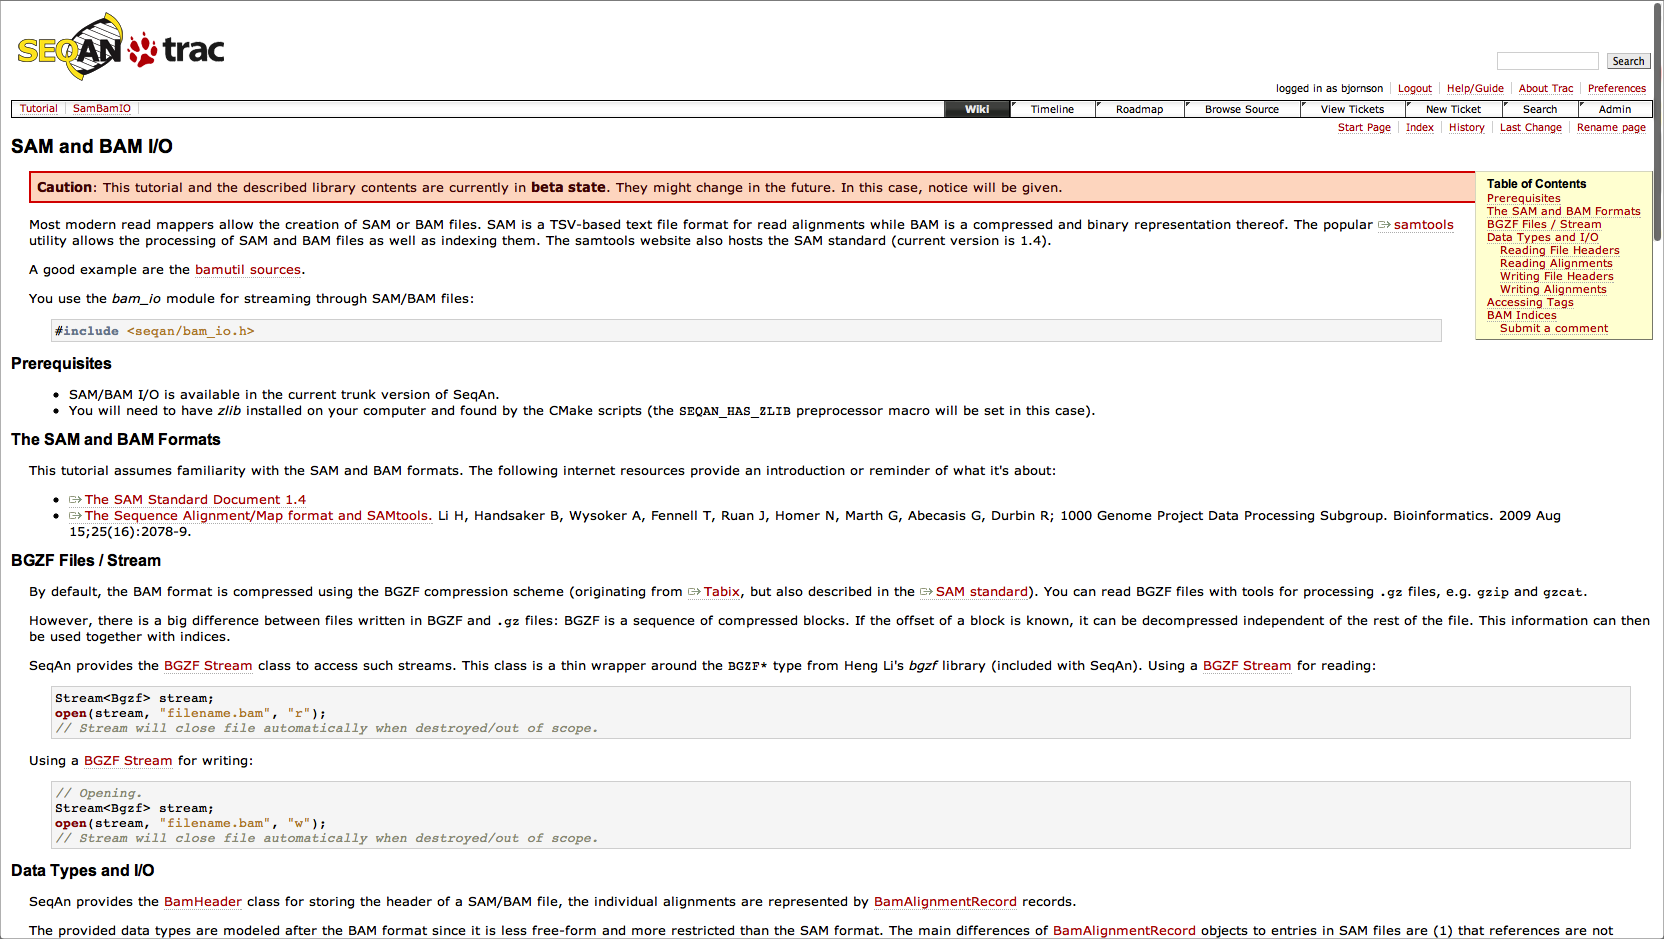 SEQAN trac
Search
logged in as bjornson Logout Help/Guide About Trac Preferences
Tutorial SamBamIO Wiki Timeline Roadmap Browse Source View Tickets New Ticket Search Admin
Start Page Index History Last Change Rename page
SAM and BAM I/O
Caution: This tutorial and the described library contents are currently in beta state. They might change in the future. In this case, notice will be given.
Table of Contents
Prerequisites
The SAM and BAM Formats
BGZF Files / Stream
Data Types and I/O
Reading File Headers
Reading Alignments
Writing File Headers
Writing Alignments
Accessing Tags
BAM Indices
Submit a comment
Most modern read mappers allow the creation of SAM or BAM files. SAM is a TSV-based text file format for read alignments while BAM is a compressed and binary representation thereof. The popular samtools
utility allows the processing of SAM and BAM files as well as indexing them. The samtools website also hosts the SAM standard (current version is 1.4).
A good example are the bamutil sources.
You use the bam_io module for streaming through SAM/BAM files:
#include <seqan/bam_io.h>
Prerequisites
• SAM/BAM I/O is available in the current trunk version of SeqAn.
• You will need to have zlib installed on your computer and found by the CMake scripts (the SEQAN_HAS_ZLIB preprocessor macro will be set in this case).
The SAM and BAM Formats
This tutorial assumes familiarity with the SAM and BAM formats. The following internet resources provide an introduction or reminder of what it's about:
• The SAM Standard Document 1.4
• The Sequence Alignment/Map format and SAMtools. Li H, Handsaker B, Wysoker A, Fennell T, Ruan J, Homer N, Marth G, Abecasis G, Durbin R; 1000 Genome Project Data Processing Subgroup. Bioinformatics. 2009 Aug
15;25(16):2078-9.
BGZF Files / Stream
By default, the BAM format is compressed using the BGZF compression scheme (originating from Tabix, but also described in the SAM standard). You can read BGZF files with tools for processing .gz files, e.g. gzip and gzcat.
However, there is a big difference between files written in BGZF and .gz files: BGZF is a sequence of compressed blocks. If the offset of a block is known, it can be decompressed independent of the rest of the file. This information can then
be used together with indices.
SeqAn provides the BGZF Stream class to access such streams. This class is a thin wrapper around the BGZF* type from Heng Li's bgzf library (included with SeqAn). Using a BGZF Stream for reading:
Stream<Bgzf> stream;
open(stream, "filename.bam", "r");
// Stream will close file automatically when destroyed/out of scope.
Using a BGZF Stream for writing:
// Opening.
Stream<Bgzf> stream;
open(stream, "filename.bam", "w");
// Stream will close file automatically when destroyed/out of scope.
Data Types and I/O
SeqAn provides the BamHeader class for storing the header of a SAM/BAM file, the individual alignments are represented by BamAlignmentRecord records.
The provided data types are modeled after the BAM format since it is less free-form and more restricted than the SAM format. The main differences of BamAlignmentRecord objects to entries in SAM files are (1) that references are not